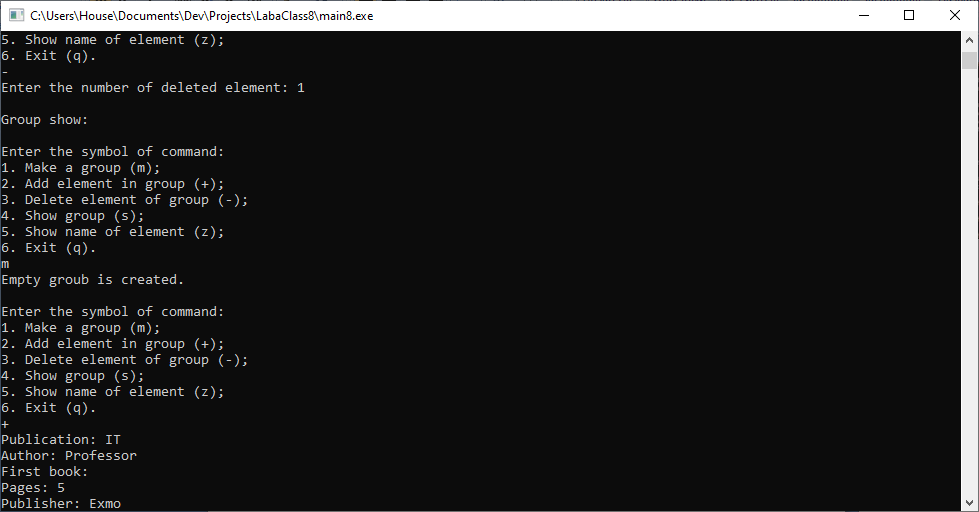 C:\Users\House\Documents\Dev\Projects\LabaClass8\main8.exe
5. Show name of element (z);
6. Exit (q).
-
Enter the number of deleted element: 1
Group show:
Enter the symbol of command:
1. Make a group (m);
2. Add element in group (+);
3. Delete element of group (-);
4. Show group (s);
5. Show name of element (z);
6. Exit (q).
m
Empty groub is created.
Enter the symbol of command:
1. Make a group (m);
2. Add element in group (+);
3. Delete element of group (-);
4. Show group (s);
5. Show name of element (z);
6. Exit (q).
+
Publication: IT
Author: Professor
First book:
Pages: 5
Publisher: Exmo